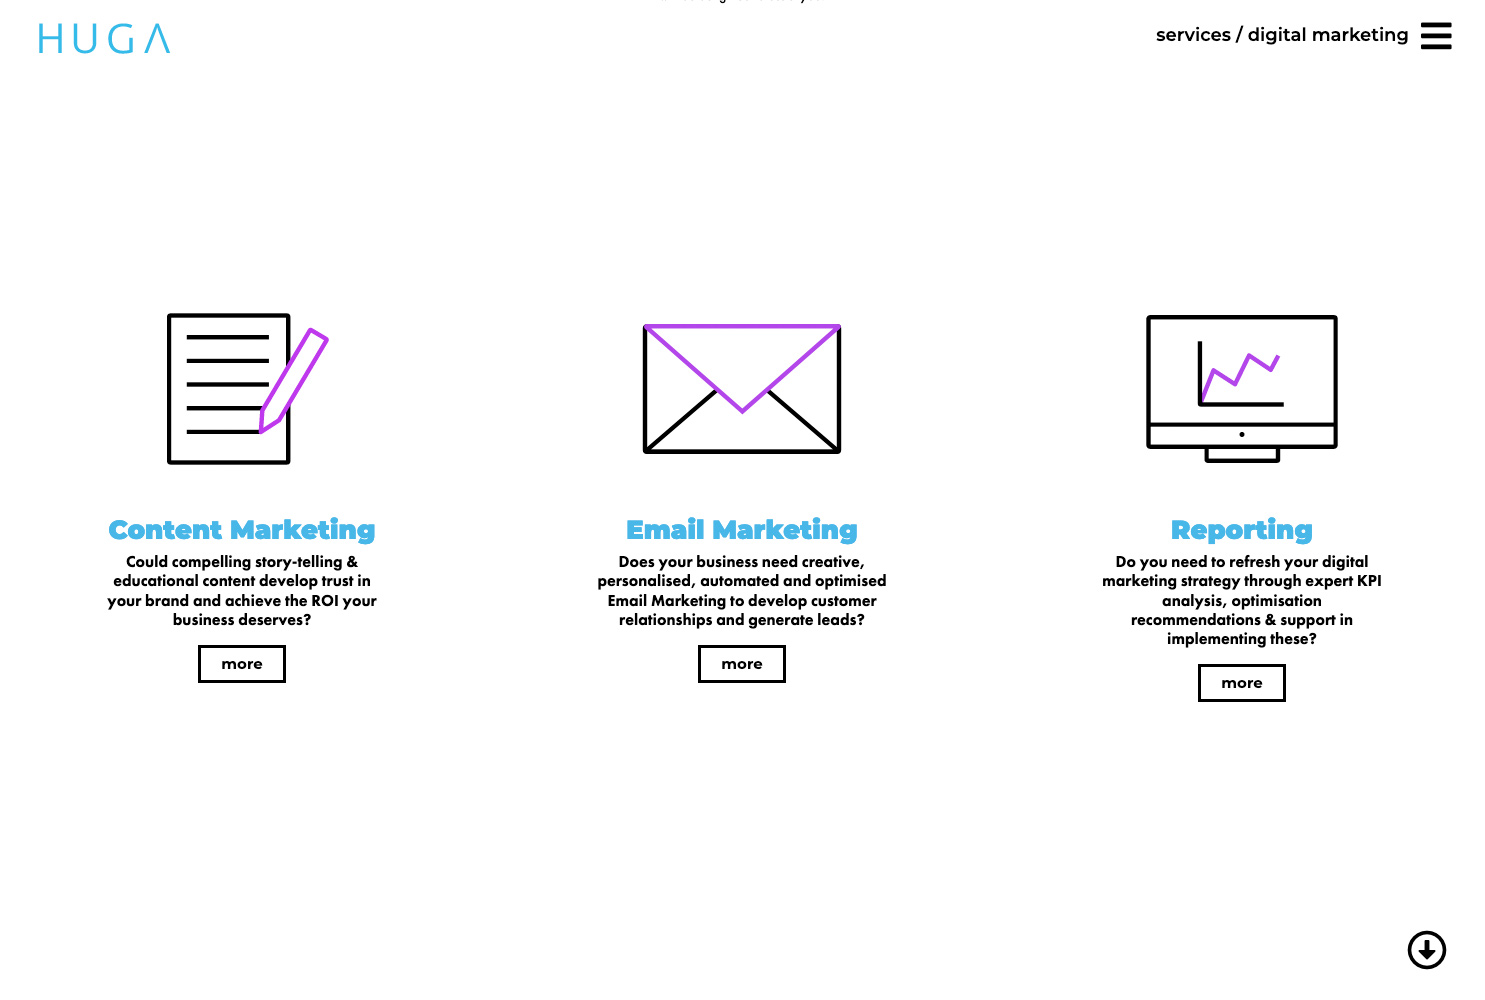 HUGA
services / digital marketing
Content Marketing
Could compelling story-telling &
educational content develop trust in
your brand and achieve the ROI your
business deserves?
more
Email Marketing
Does your business need creative,
personalised, automated and optimised
Email Marketing to develop customer
relationships and generate leads?
more
Reporting
Do you need to refresh your digital
marketing strategy through expert KPI
analysis, optimisation
recommendations & support in
implementing these?
more